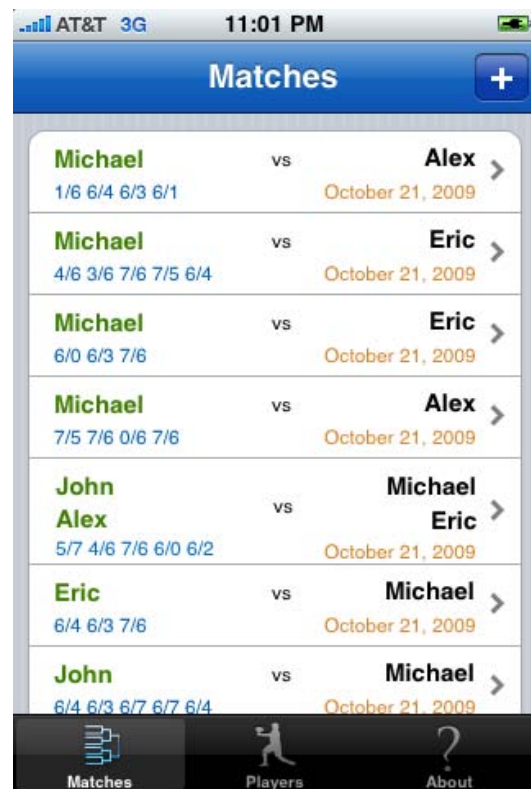 AT&T 3G 11:01 PM
Matches +
Michael vs Alex
1/6 6/4 6/3 6/1 October 21, 2009
Michael vs Eric
4/6 3/6 7/6 7/5 6/4 October 21, 2009
Michael vs Eric
6/0 6/3 7/6 October 21, 2009
Michael vs Alex
7/5 7/6 0/6 7/6 October 21, 2009
John Michael
vs
Alex Eric
5/7 4/6 7/6 6/0 6/2 October 21, 2009
Eric vs Michael
6/4 6/3 7/6 October 21, 2009
John vs Michael
6/4 6/3 6/7 6/7 6/4 October 21, 2009
?
Matches Players About